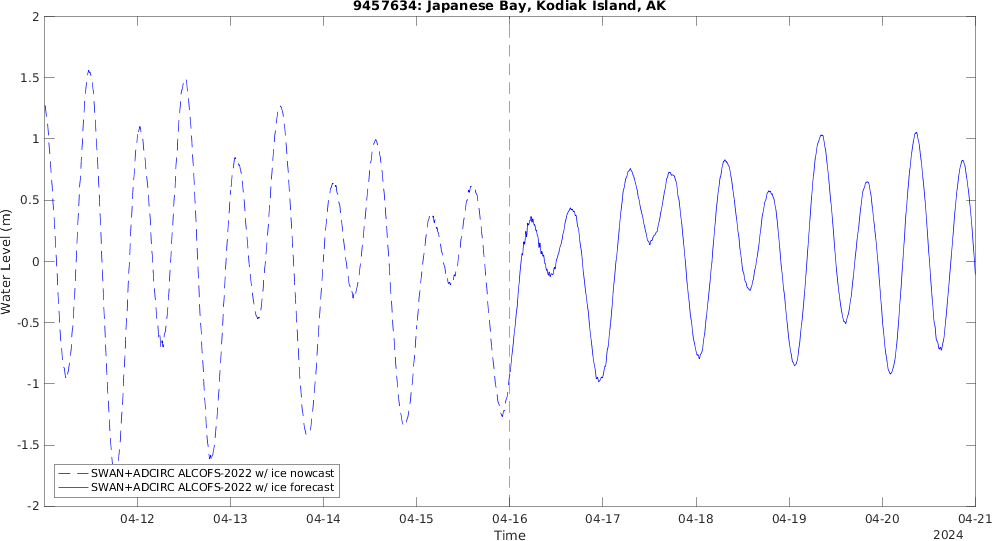 9457634: Japanese Bay, Kodiak Island, AK
2
1.5
1
0.5
0
-0.5
-1
-1.5
-2
Water Level (m)
SWAN+ADCIRC ALCOFS-2022 w/ ice nowcast
SWAN+ADCIRC ALCOFS-2022 w/ ice forecast
04-12 04-13 04-14 04-15 04-16 04-17 04-18 04-19 04-20 04-21
Time
2024